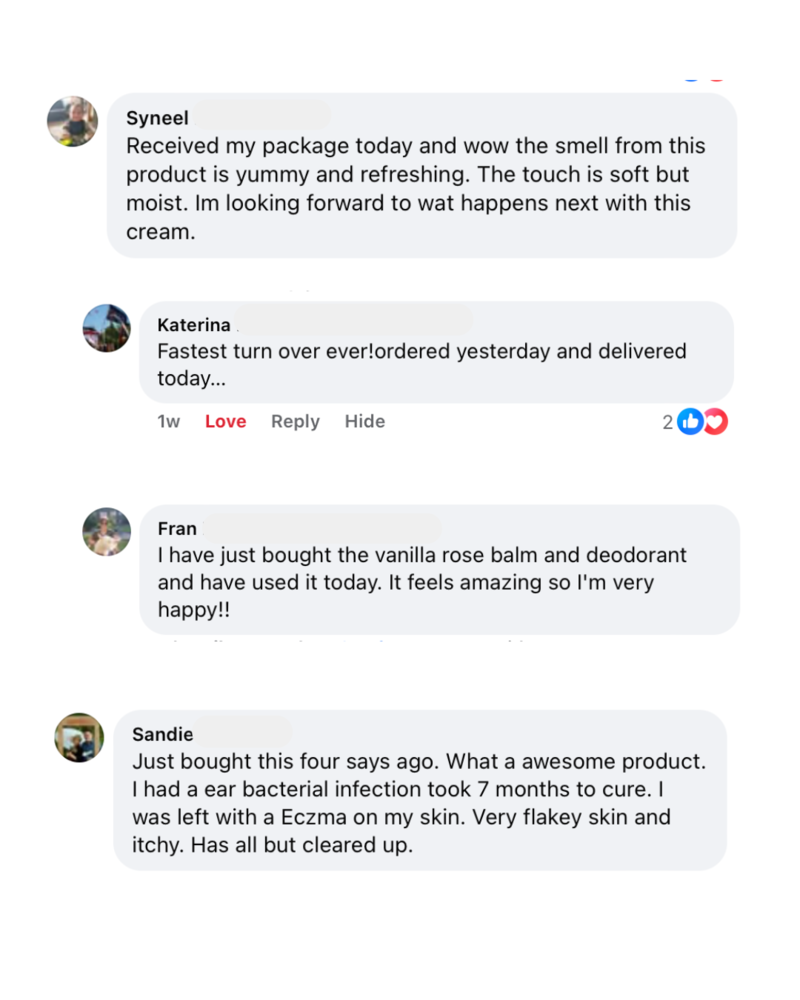 Syneel
Received my package today and wow the smell from this
product is yummy and refreshing. The touch is soft but
moist. Im looking forward to wat happens next with this
cream.
Katerina
Fastest turn over ever!ordered yesterday and delivered
today...
1w Love Reply Hide 2
Fran
I have just bought the vanilla rose balm and deodorant
and have used it today. It feels amazing so I'm very
happy!!
Sandie
Just bought this four says ago. What a awesome product.
I had a ear bacterial infection took 7 months to cure. I
was left with a Eczma on my skin. Very flakey skin and
itchy. Has all but cleared up.